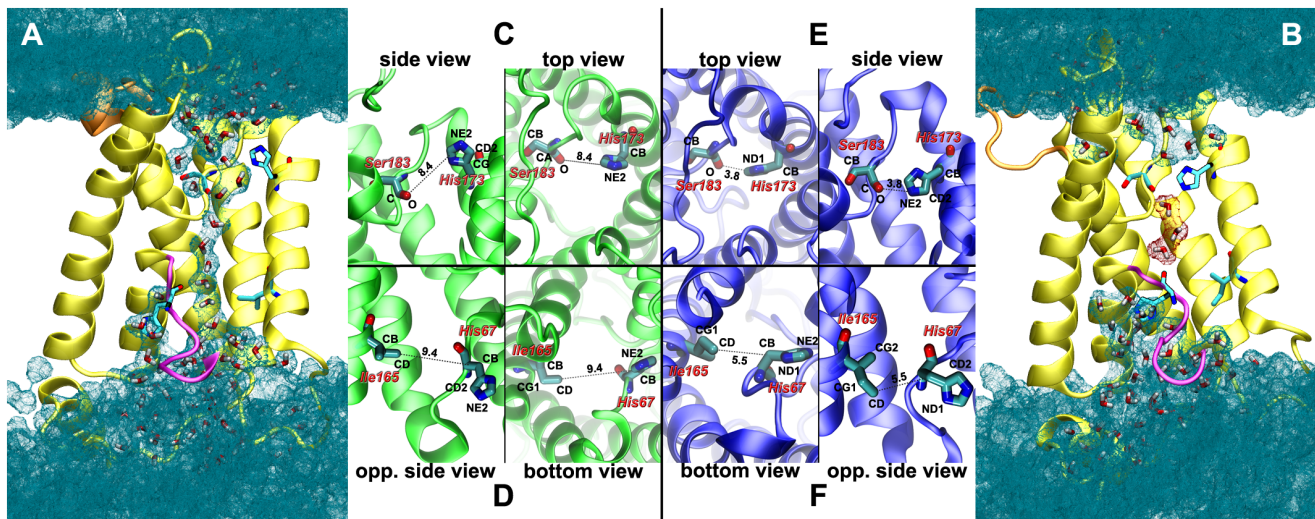 A
C
E
B
side view
top view
top view
side view
NE2
CD2
CG
Ser183
8.4
His173
C
O
CB
His173
CA
8.4
CB
Ser183
O
NE2
CB
ND1
O
3.8
CB
Ser183
His173
Ser183
His173
CB
C
3.8
CB
O
NE2
CD2
CB
His67
CD
9.4
CB
Ile165
CD2
NE2
Ile165
CB
NE2
9.4
CG1
CD
CB
His67
CG1
CD
CB
NE2
5.5
Ile165
ND1
His67
Ile165
His67
CG2
CD2
CG1
5.5
CD
ND1
opp. side view
bottom view
bottom view
opp. side view
D
F